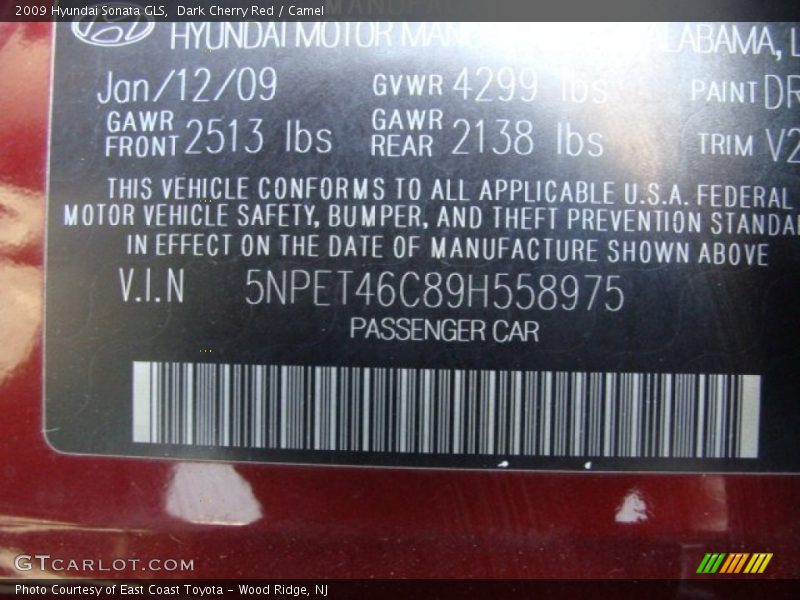 2009 Hyundai Sonata GLS, Dark Cherry Red / Camel
HYUNDAI MOTOR ALABAMA,
Jan/12/09 GVWR 4299 lbs PAINT DR
GAWR FRONT 2513 lbs GAWR REAR 2138 lbs TRIM V2
THIS VEHICLE CONFORMS TO ALL APPLICABLE U.S.A. FEDERAL
MOTOR VEHICLE SAFETY, BUMPER, AND THEFT PREVENTION STANDA
IN EFFECT ON THE DATE OF MANUFACTURE SHOWN ABOVE
V.I.N 5NPET46C89H558975
PASSENGER CAR
GTCARLOT.COM
Photo Courtesy of East Coast Toyota – Wood Ridge, NJ